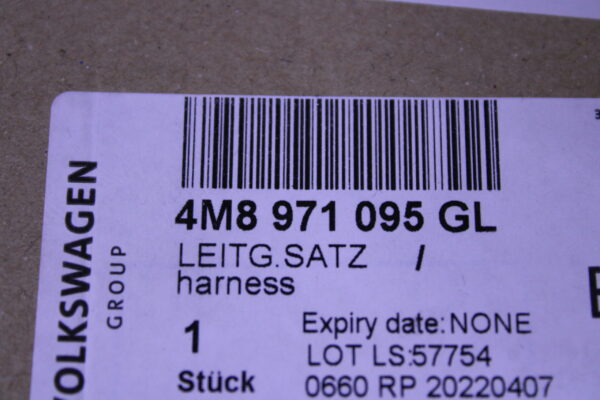 4M8 971 095 GL
LEITG.SATZ /
harness
1
Stück
Expiry date:NONE
LOT LS:57754
0660 RP 20220407
VOLKSWAGEN
GROUP